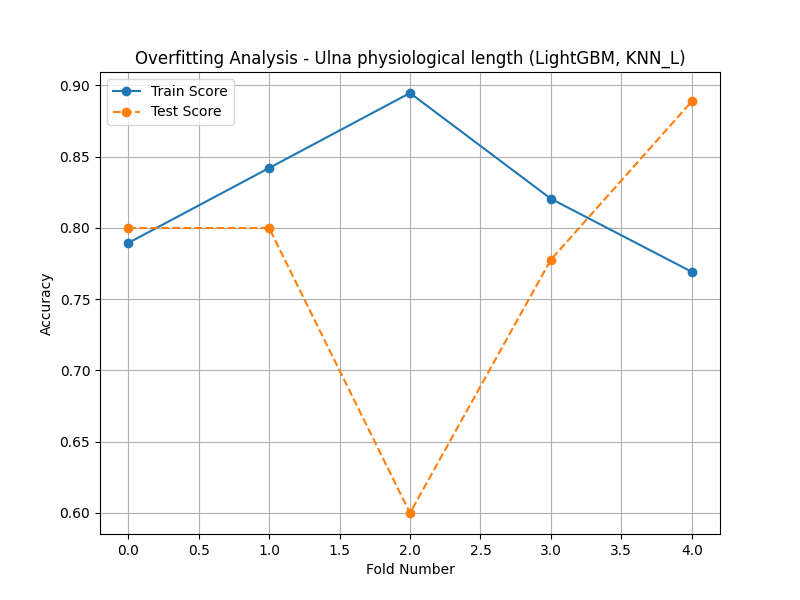 Overfitting Analysis - Ulna physiological length (LightGBM, KNN_L)
Train Score
Test Score
Accuracy
0.90
0.85
0.80
0.75
0.70
0.65
0.60
0.0 0.5 1.0 1.5 2.0 2.5 3.0 3.5 4.0
Fold Number